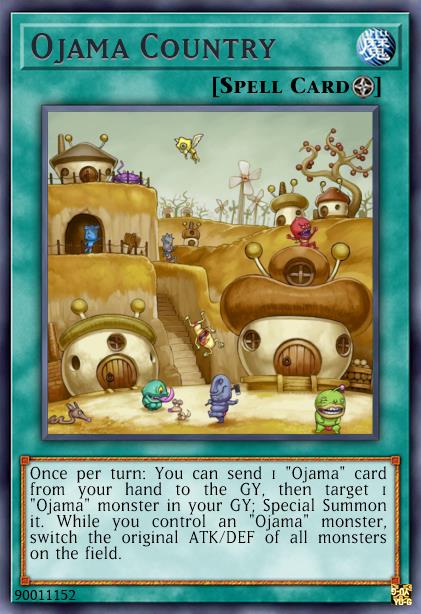 OJAMA COUNTRY
魔
[SPELL CARD]
Once per turn: You can send 1 "Ojama" card
from your hand to the GY, then target 1
"Ojama" monster in your GY; Special Summon
it. While you control an "Ojama" monster,
switch the original ATK/DEF of all monsters
on the field.
90011152